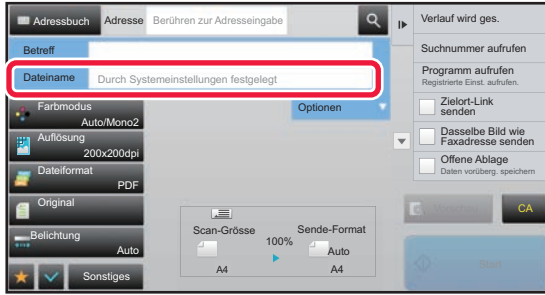 Adressbuch
Adresse
Berühren zur Adresseingabe
Betreff
Dateiname
Durch Systemeinstellungen festgelegt
Farbmodus
Auto/Mono2
Auflösung
200x200dpi
Dateiformat
PDF
Original
Belichtung
Auto
Sonstiges
Optionen
Scan-Grösse
A4
100%
Sende-Format
Auto
A4
Verlauf wird ges.
Suchnummer aufrufen
Programm aufrufen
Registrierte Einst. aufrufen.
Zielort-Link
senden
Dasselbe Bild wie
Faxadresse senden
Offene Ablage
Daten vorüberg. speichern
CA
Start